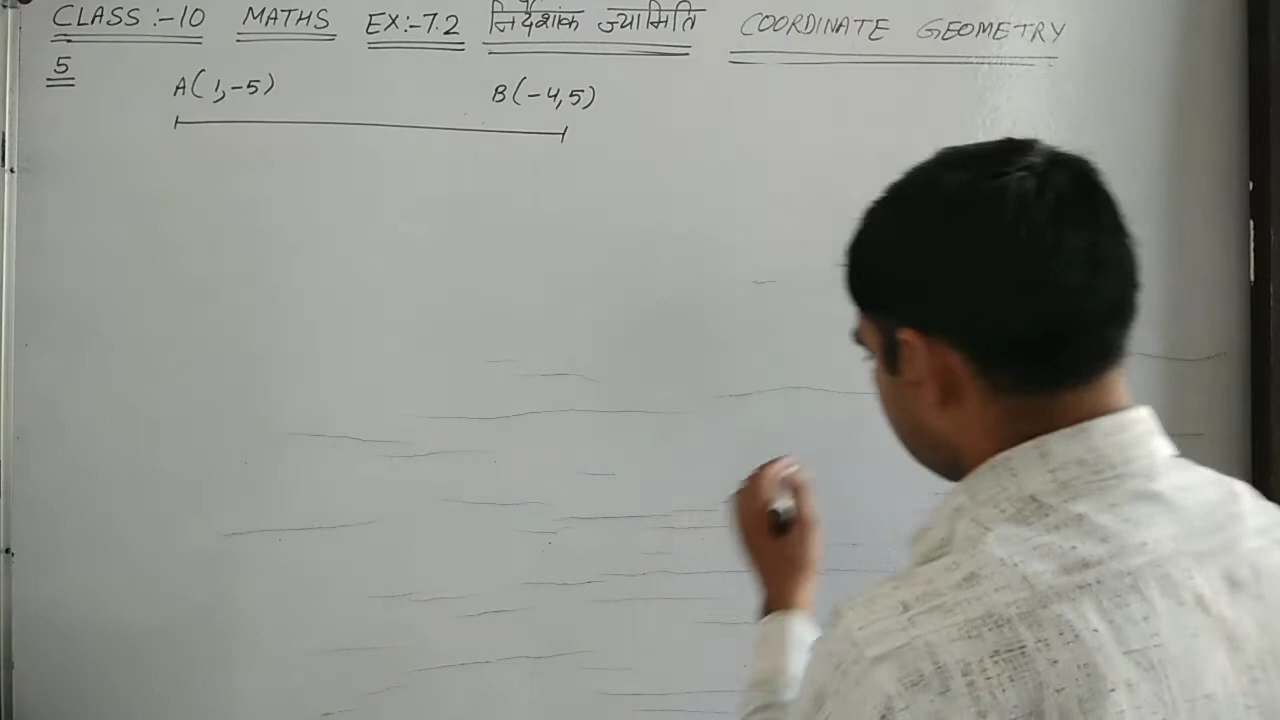 CLASS :-10 MATHS EX:-7.2 निर्देशांक ज्यामिति COORDINATE GEOMETRY
5
A(1,-5) B(-4,5)